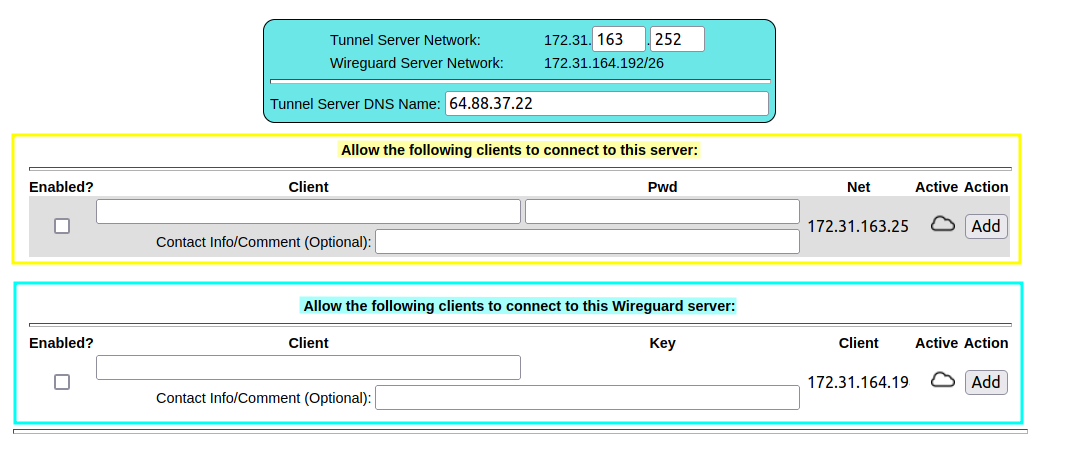 Tunnel Server Network: 172.31. 163 . 252
Wireguard Server Network: 172.31.164.192/26
Tunnel Server DNS Name: 64.88.37.22
Allow the following clients to connect to this server:
Enabled? Client Pwd Net Active Action
172.31.163.25 Add
Contact Info/Comment (Optional):
Allow the following clients to connect to this Wireguard server:
Enabled? Client Key Client Active Action
172.31.164.19 Add
Contact Info/Comment (Optional):